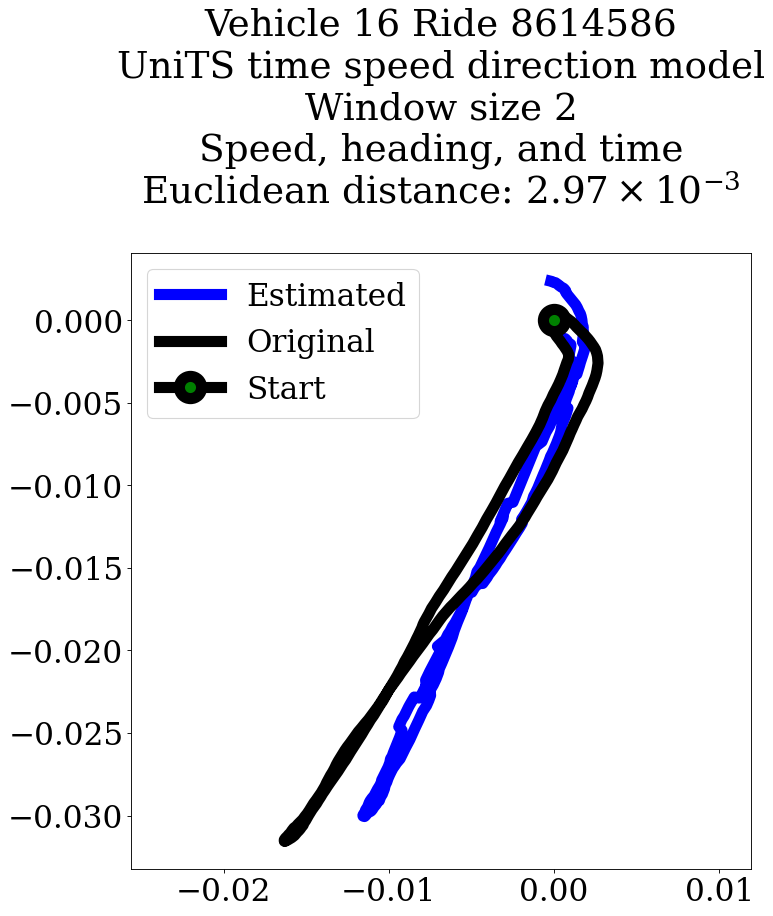 Vehicle 16 Ride 8614586
UniTS time speed direction model
Window size 2
Speed, heading, and time
Euclidean distance: 2.97 × 10⁻³
Estimated
Original
Start
0.000
−0.005
−0.010
−0.015
−0.020
−0.025
−0.030
−0.02 −0.01 0.00 0.01